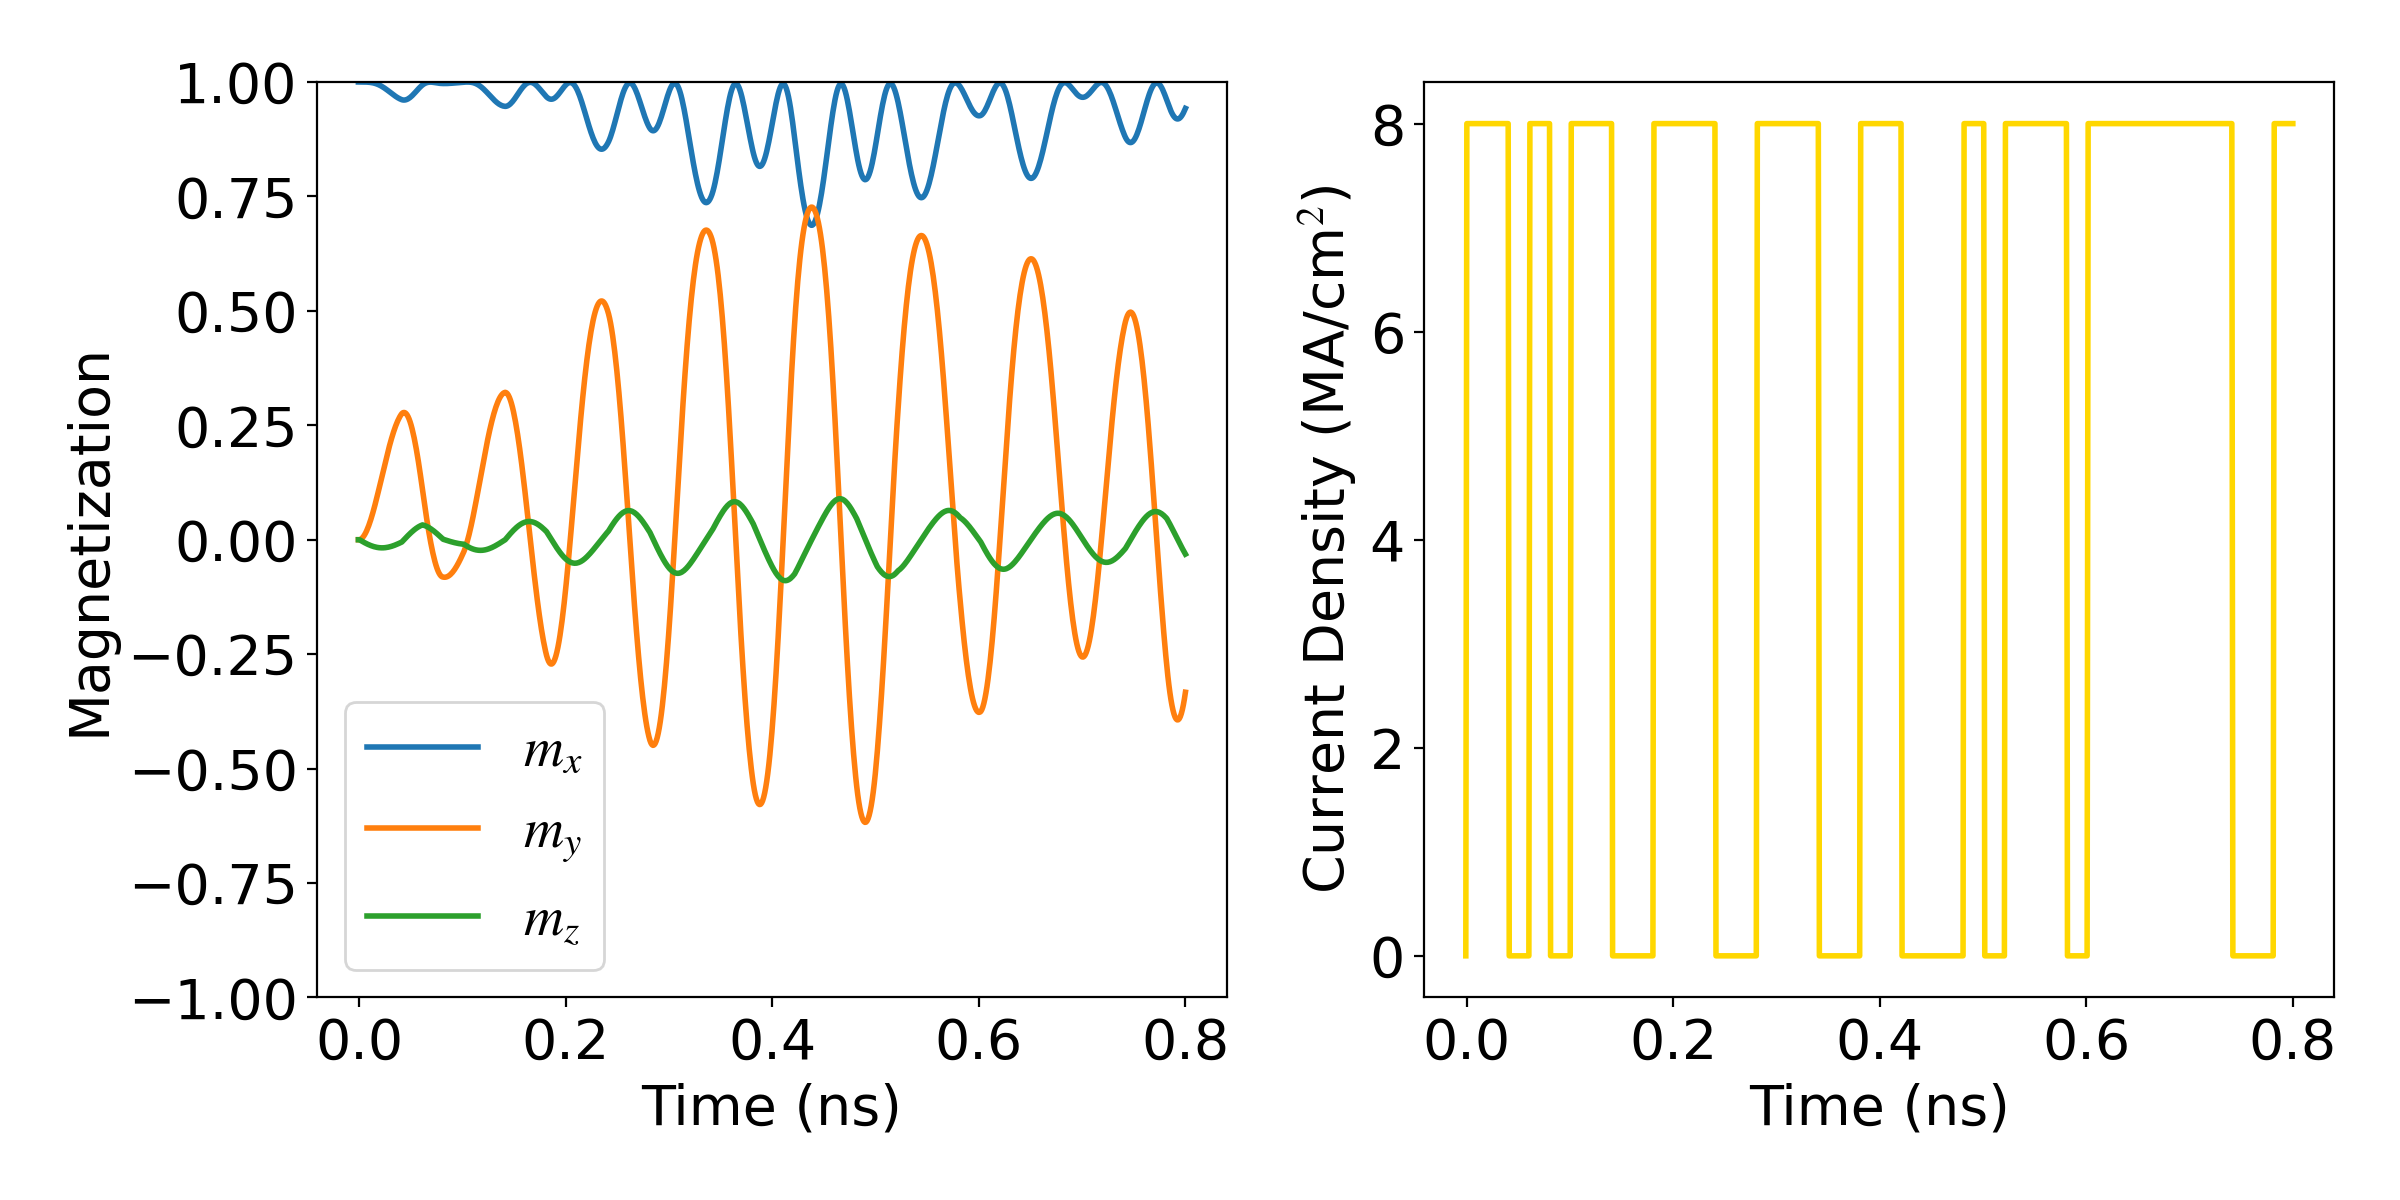 Magnetization
1.00
0.75
0.50
0.25
0.00
−0.25
−0.50
−0.75
−1.00
m_x
m_y
m_z
0.0 0.2 0.4 0.6 0.8
Time (ns)
Current Density (MA/cm²)
8
6
4
2
0
0.0 0.2 0.4 0.6 0.8
Time (ns)